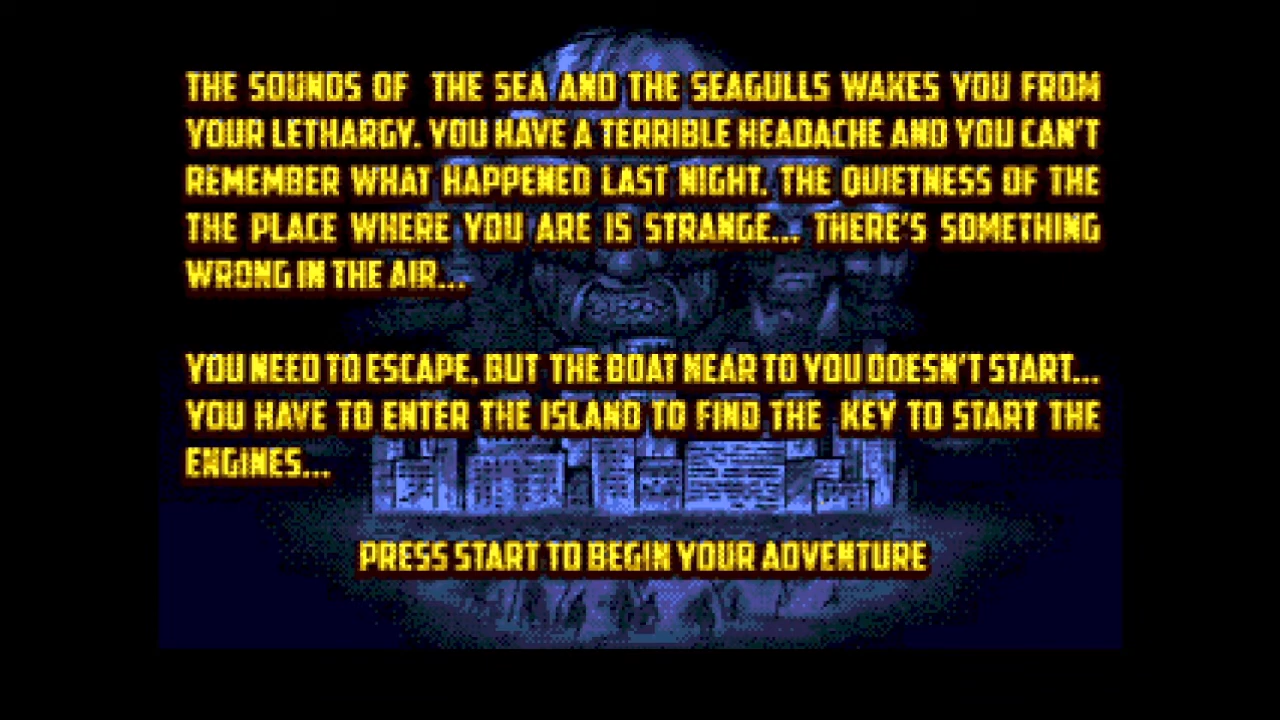 THE SOUNDS OF THE SEA AND THE SEAGULLS WAKES YOU FROM
YOUR LETHARGY. YOU HAVE A TERRIBLE HEADACHE AND YOU CAN'T
REMEMBER WHAT HAPPENED LAST NIGHT. THE QUIETNESS OF THE
THE PLACE WHERE YOU ARE IS STRANGE... THERE'S SOMETHING
WRONG IN THE AIR...
YOU NEED TO ESCAPE, BUT THE BOAT NEAR TO YOU DOESN'T START...
YOU HAVE TO ENTER THE ISLAND TO FIND THE KEY TO START THE
ENGINES...
PRESS START TO BEGIN YOUR ADVENTURE